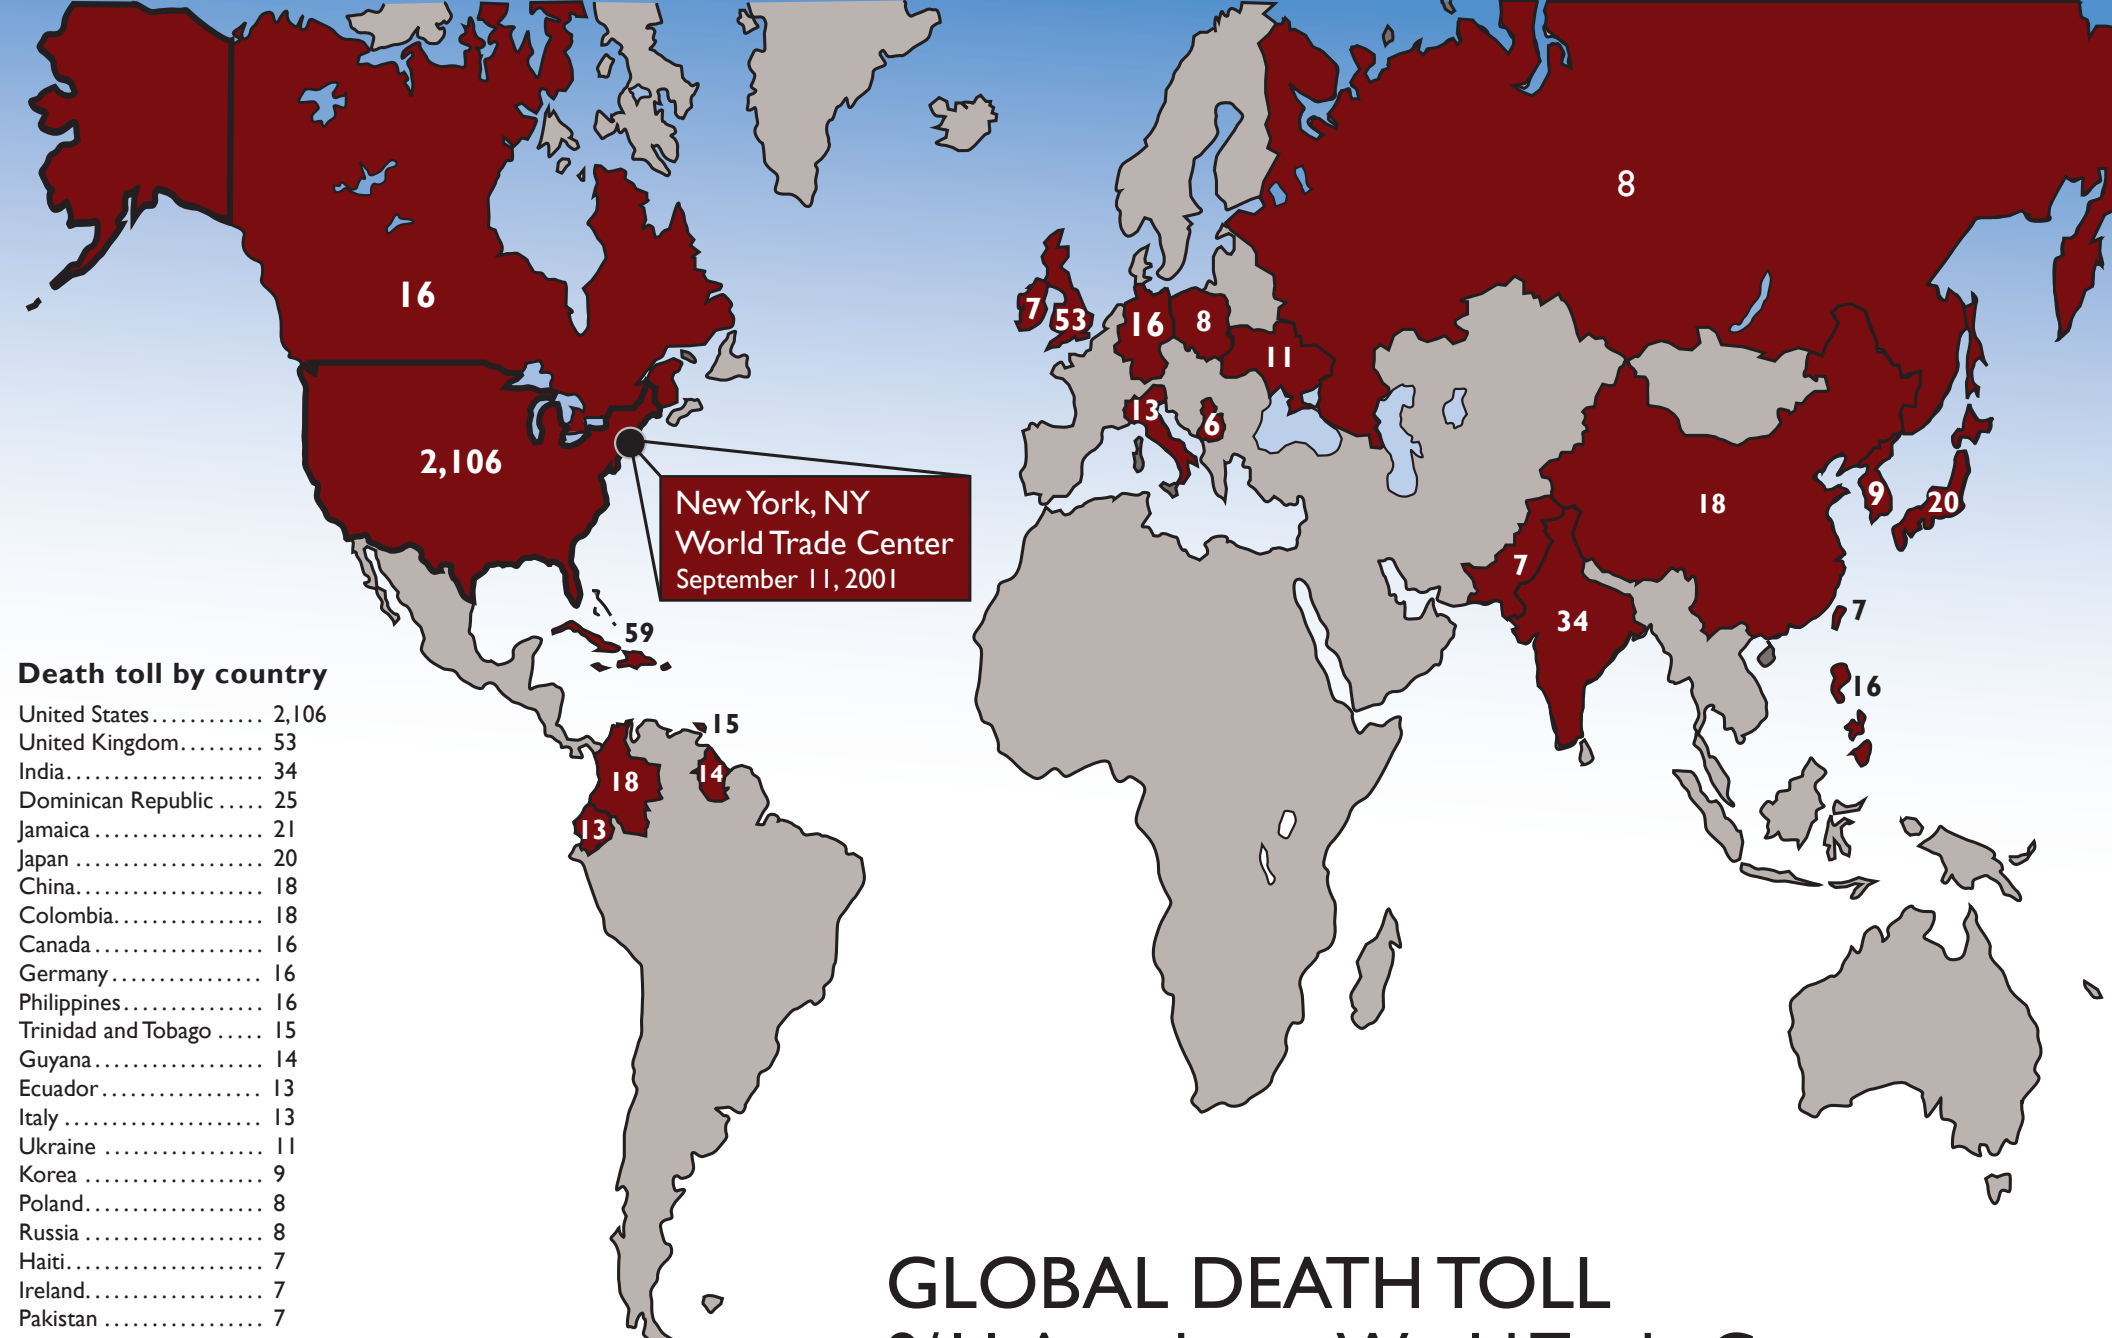 8
16
7
53
16
8
11
13
6
2,106
New York, NY
World Trade Center
September 11, 2001
18
9
20
7
34
7
59
16
15
18
14
13
Death toll by country
United States............ 2,106
United Kingdom......... 53
India..................... 34
Dominican Republic ..... 25
Jamaica ................. 21
Japan ................... 20
China.................... 18
Colombia................ 18
Canada.................. 16
Germany................ 16
Philippines............... 16
Trinidad and Tobago ..... 15
Guyana.................. 14
Ecuador................. 13
Italy .................... 13
Ukraine ................. 11
Korea ................... 9
Poland................... 8
Russia ................... 8
Haiti..................... 7
Ireland................... 7
Pakistan ................. 7
GLOBAL DEATH TOLL